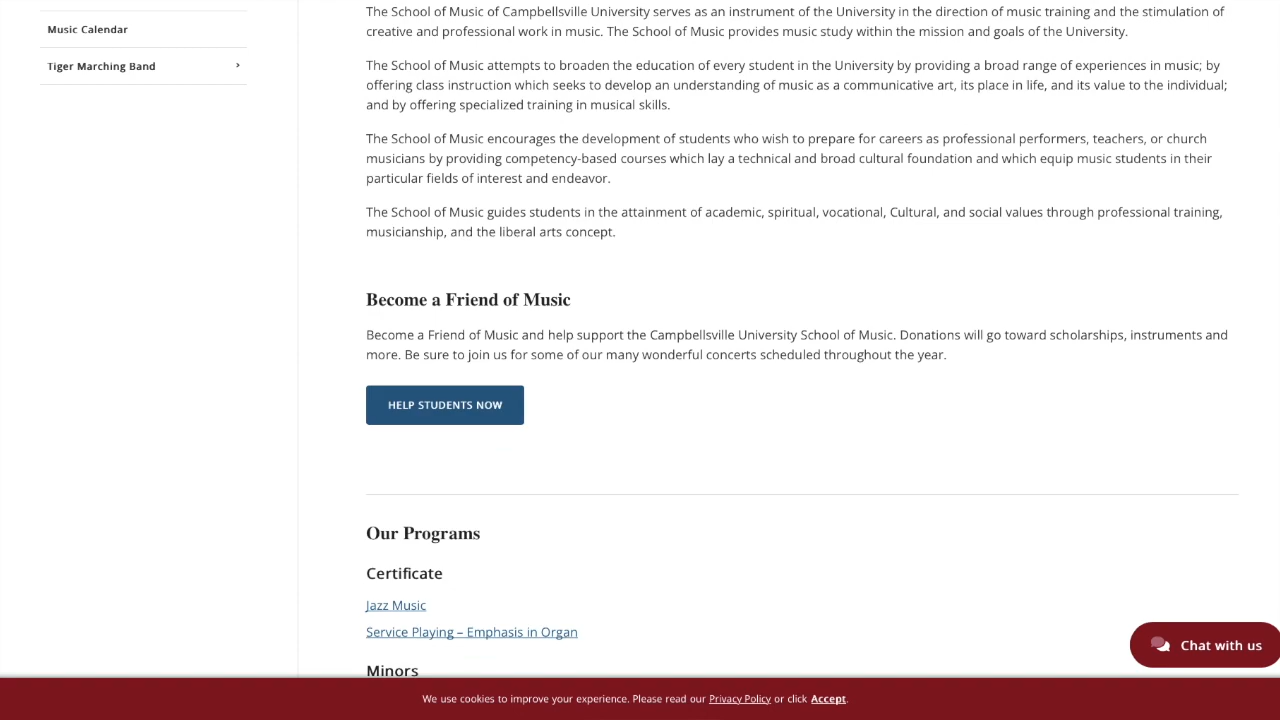 Music Calendar
Tiger Marching Band
The School of Music of Campbellsville University serves as an instrument of the University in the direction of music training and the stimulation of
creative and professional work in music. The School of Music provides music study within the mission and goals of the University.
The School of Music attempts to broaden the education of every student in the University by providing a broad range of experiences in music; by
offering class instruction which seeks to develop an understanding of music as a communicative art, its place in life, and its value to the individual;
and by offering specialized training in musical skills.
The School of Music encourages the development of students who wish to prepare for careers as professional performers, teachers, or church
musicians by providing competency-based courses which lay a technical and broad cultural foundation and which equip music students in their
particular fields of interest and endeavor.
The School of Music guides students in the attainment of academic, spiritual, vocational, Cultural, and social values through professional training,
musicianship, and the liberal arts concept.
Become a Friend of Music
Become a Friend of Music and help support the Campbellsville University School of Music. Donations will go toward scholarships, instruments and
more. Be sure to join us for some of our many wonderful concerts scheduled throughout the year.
HELP STUDENTS NOW
Our Programs
Certificate
Jazz Music
Service Playing – Emphasis in Organ
Minors
Chat with us
We use cookies to improve your experience. Please read our Privacy Policy or click Accept.